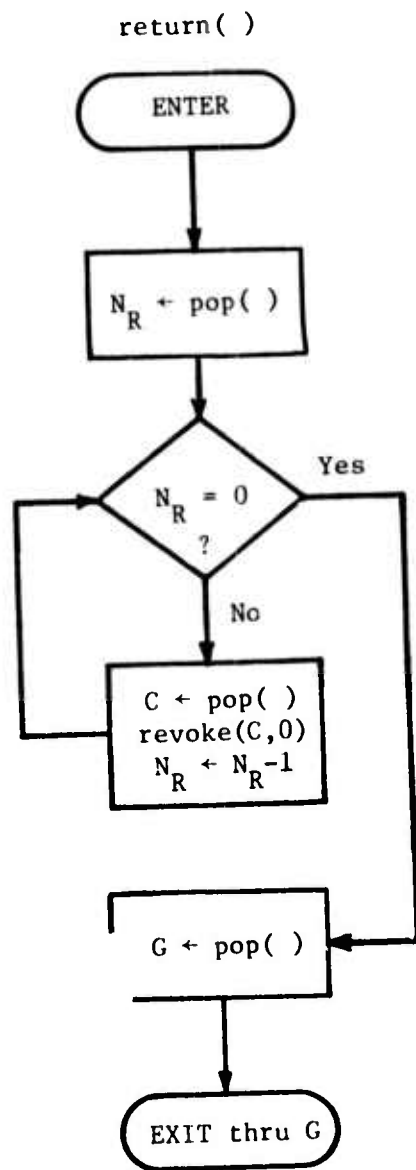 return( )
ENTER
N_R ← pop( )
N_R = 0
?
Yes
No
C ← pop( )
revoke(C,0)
N_R ← N_R-1
G ← pop( )
EXIT thru G